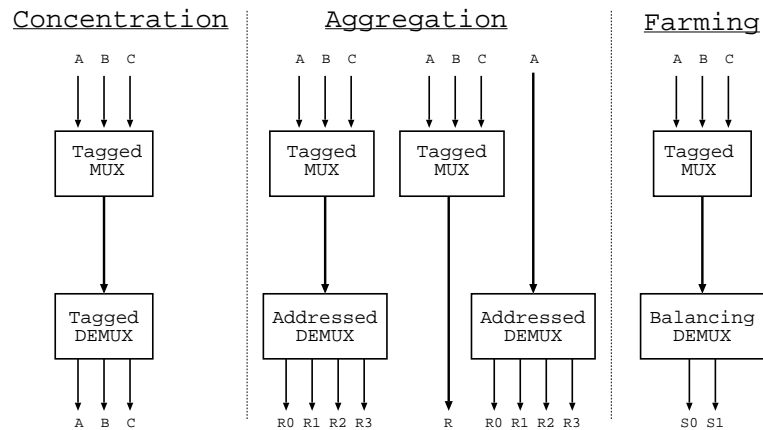 Concentration
Aggregation
Farming
A B C
A B C
A B C
A
A B C
Tagged
MUX
Tagged
MUX
Tagged
MUX
Tagged
MUX
Tagged
DEMUX
Addressed
DEMUX
Addressed
DEMUX
Balancing
DEMUX
A B C
R0 R1 R2 R3
R
R0 R1 R2 R3
S0 S1